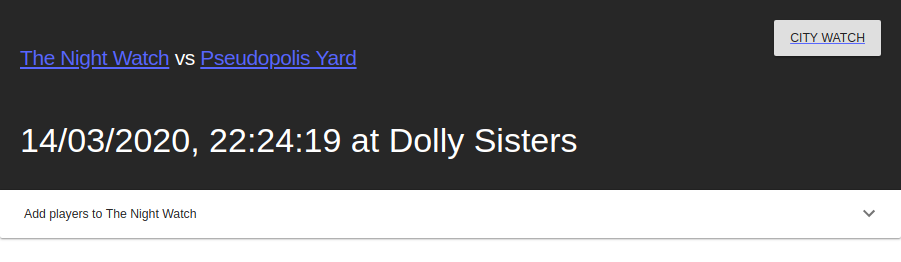 CITY WATCH
The Night Watch vs Pseudopolis Yard
14/03/2020, 22:24:19 at Dolly Sisters
Add players to The Night Watch